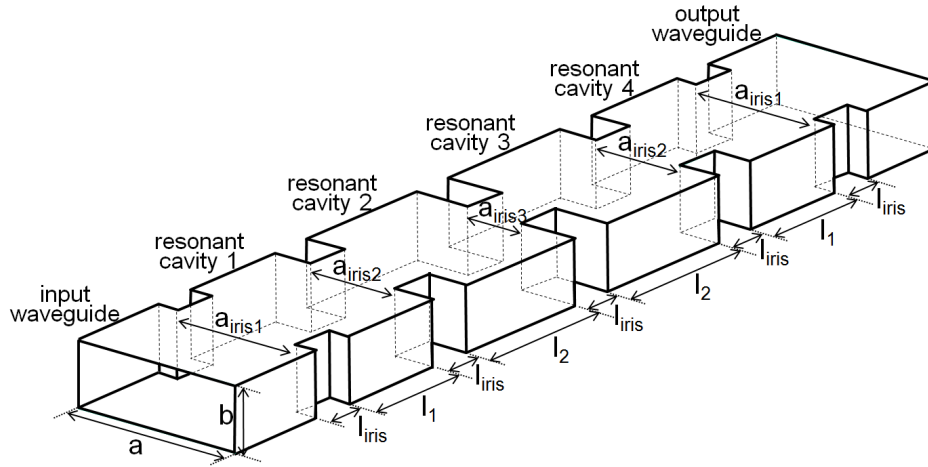 output
waveguide
resonant
cavity 4
a_iris1
resonant
cavity 3
a_iris2
resonant
cavity 2
a_iris3
resonant
cavity 1
a_iris2
input
waveguide
a_iris1
l_iris
l_1
l_iris
l_2
l_iris
l_2
l_iris
l_1
l_iris
b
a